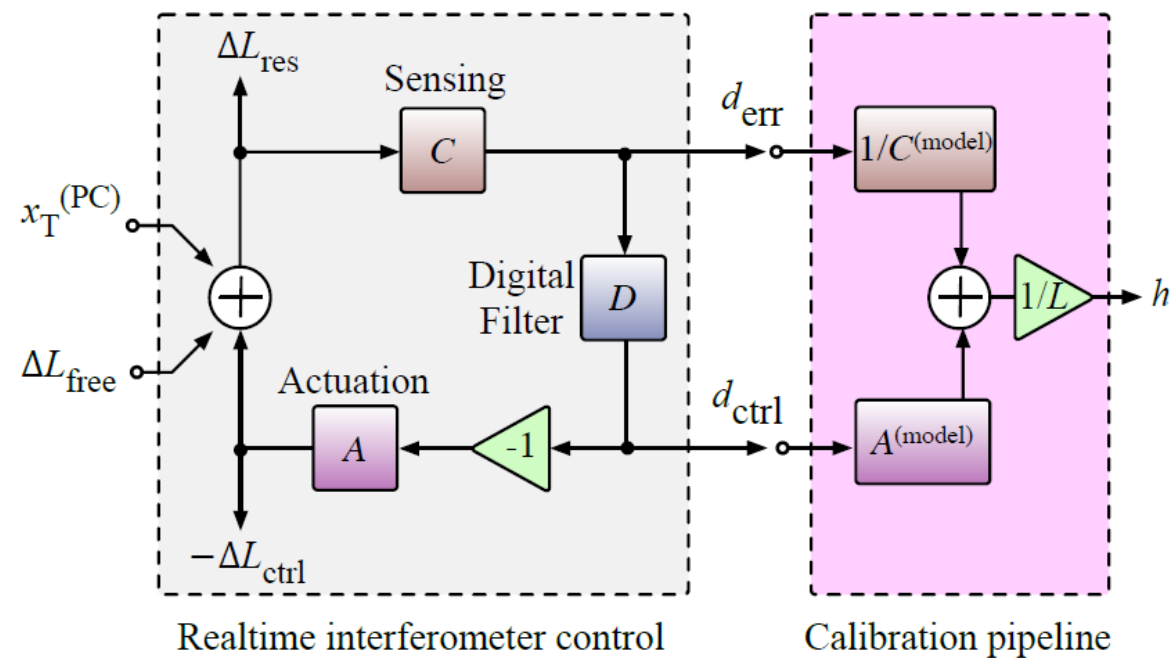 ΔL_res
Sensing
C
d_err
1/C^(model)
x_T^(PC)
Digital
Filter
D
+
+
1/L
h
ΔL_free
Actuation
A
-1
d_ctrl
A^(model)
−ΔL_ctrl
Realtime interferometer control
Calibration pipeline